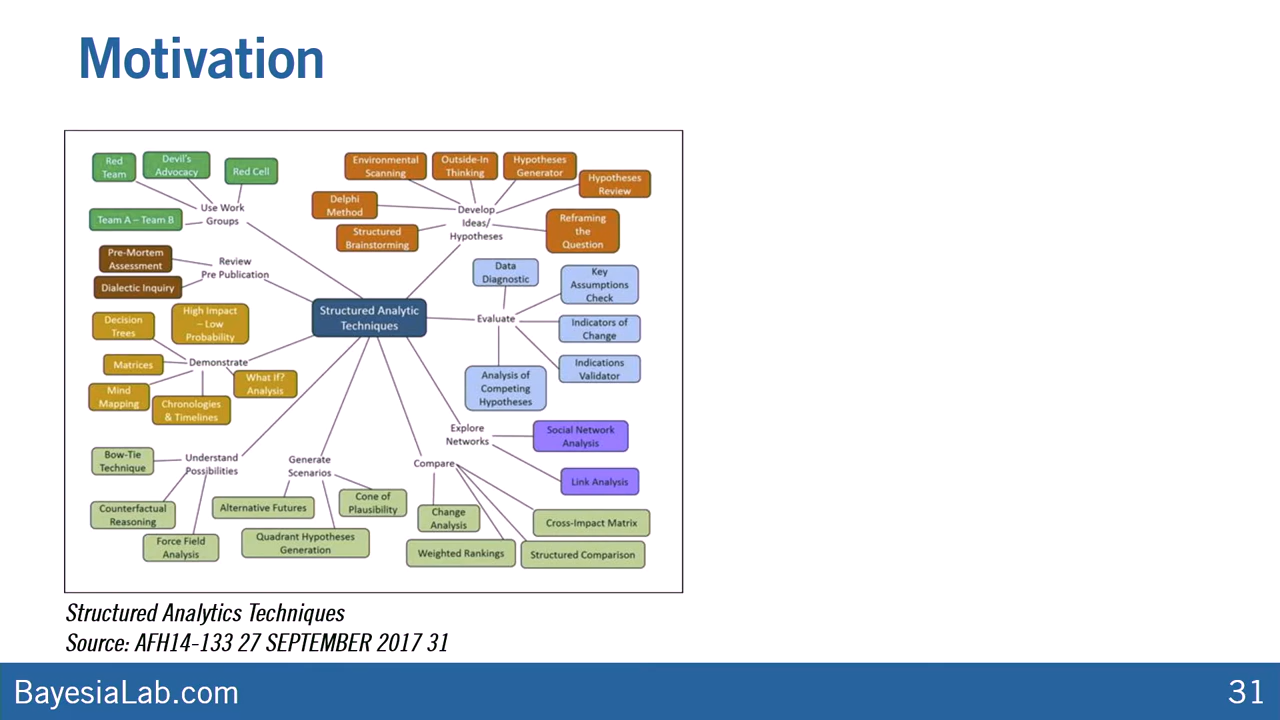 Motivation
Red
Team
Devil's
Advocacy
Red Cell
Team A – Team B
Use Work
Groups
Environmental
Scanning
Outside-In
Thinking
Hypotheses
Generator
Hypotheses
Review
Delphi
Method
Structured
Brainstorming
Develop
Ideas/
Hypotheses
Reframing
the
Question
Pre-Mortem
Assessment
Dialectic Inquiry
Review
Pre Publication
Data
Diagnostic
Key
Assumptions
Check
Structured Analytic
Techniques
Evaluate
Indicators of
Change
Indications
Validator
Analysis of
Competing
Hypotheses
Decision
Trees
High Impact
– Low
Probability
Matrices
Demonstrate
Mind
Mapping
Chronologies
& Timelines
What If?
Analysis
Explore
Networks
Social Network
Analysis
Link Analysis
Bow-Tie
Technique
Understand
Possibilities
Counterfactual
Reasoning
Force Field
Analysis
Generate
Scenarios
Alternative Futures
Cone of
Plausibility
Quadrant Hypotheses
Generation
Compare
Change
Analysis
Weighted Rankings
Cross-Impact Matrix
Structured Comparison
Structured Analytics Techniques
Source: AFH14-133 27 SEPTEMBER 2017 31
BayesiaLab.com
31